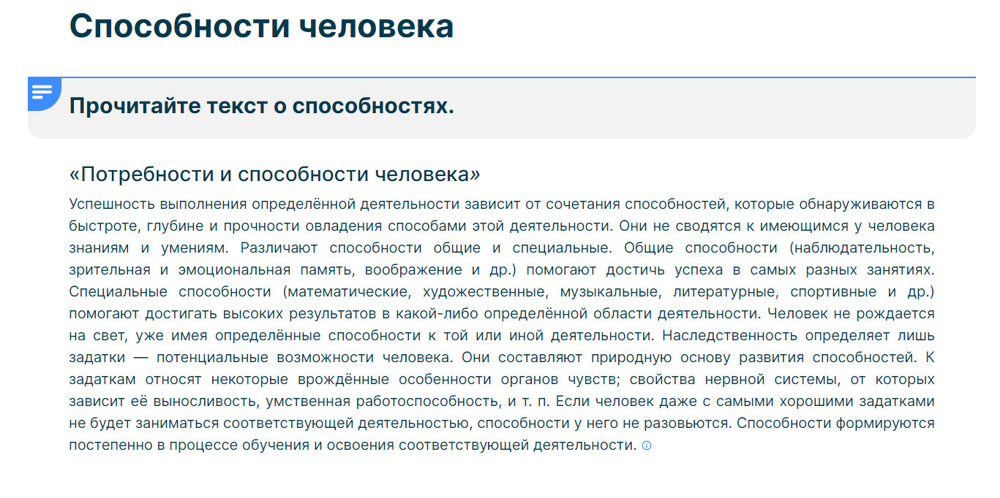 Способности человека
Прочитайте текст о способностях.
«Потребности и способности человека»
Успешность выполнения определённой деятельности зависит от сочетания способностей, которые обнаруживаются в
быстроте, глубине и прочности овладения способами этой деятельности. Они не сводятся к имеющимся у человека
знаниям и умениям. Различают способности общие и специальные. Общие способности (наблюдательность,
зрительная и эмоциональная память, воображение и др.) помогают достичь успеха в самых разных занятиях.
Специальные способности (математические, художественные, музыкальные, литературные, спортивные и др.)
помогают достигать высоких результатов в какой-либо определённой области деятельности. Человек не рождается
на свет, уже имея определённые способности к той или иной деятельности. Наследственность определяет лишь
задатки — потенциальные возможности человека. Они составляют природную основу развития способностей. К
задаткам относят некоторые врождённые особенности органов чувств; свойства нервной системы, от которых
зависит её выносливость, умственная работоспособность, и т. п. Если человек даже с самыми хорошими задатками
не будет заниматься соответствующей деятельностью, способности у него не разовьются. Способности формируются
постепенно в процессе обучения и освоения соответствующей деятельности.